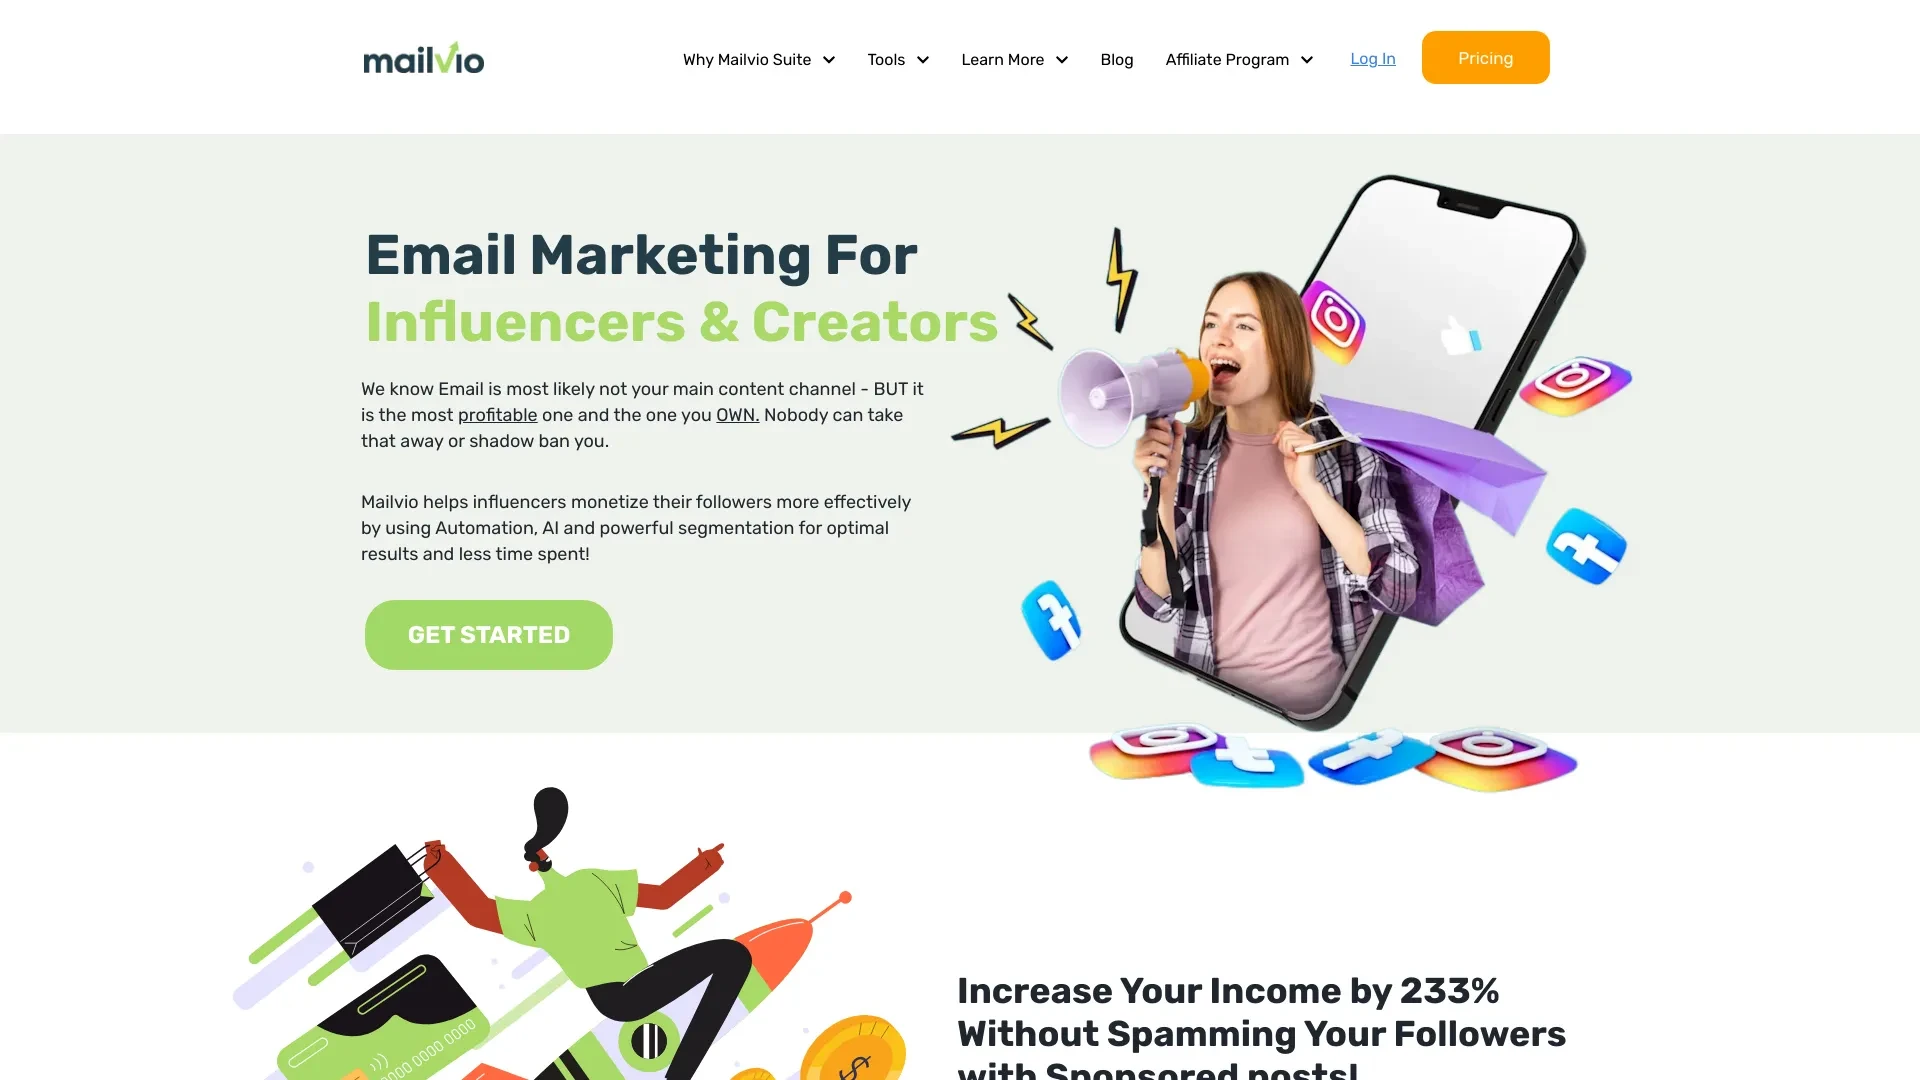 mailvio
Why Mailvio Suite
Tools
Learn More
Blog
Affiliate Program
Log In
Pricing
Email Marketing For
Influencers & Creators
We know Email is most likely not your main content channel - BUT it
is the most profitable one and the one you OWN. Nobody can take
that away or shadow ban you.
Mailvio helps influencers monetize their followers more effectively
by using Automation, AI and powerful segmentation for optimal
results and less time spent!
GET STARTED
0000 0000 0000
$
Increase Your Income by 233%
Without Spamming Your Followers
with Sponsored posts!